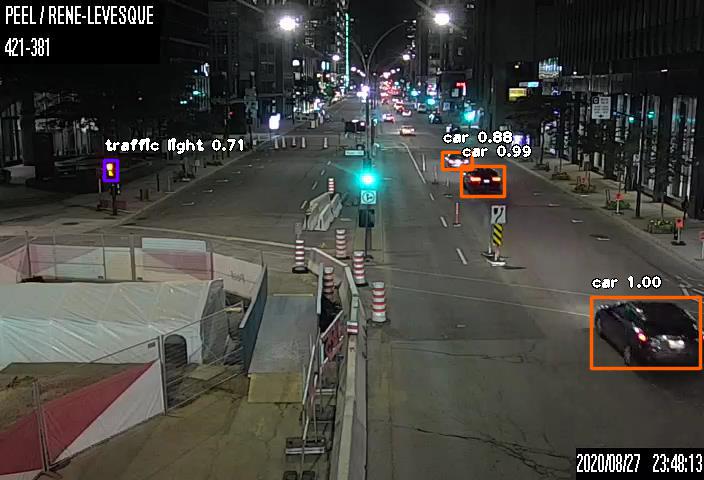 PEEL / RENE-LEVESQUE
421-381
car 0.88
traffic light 0.71
car 0.99
car 1.00
2020/08/27 23:48:13